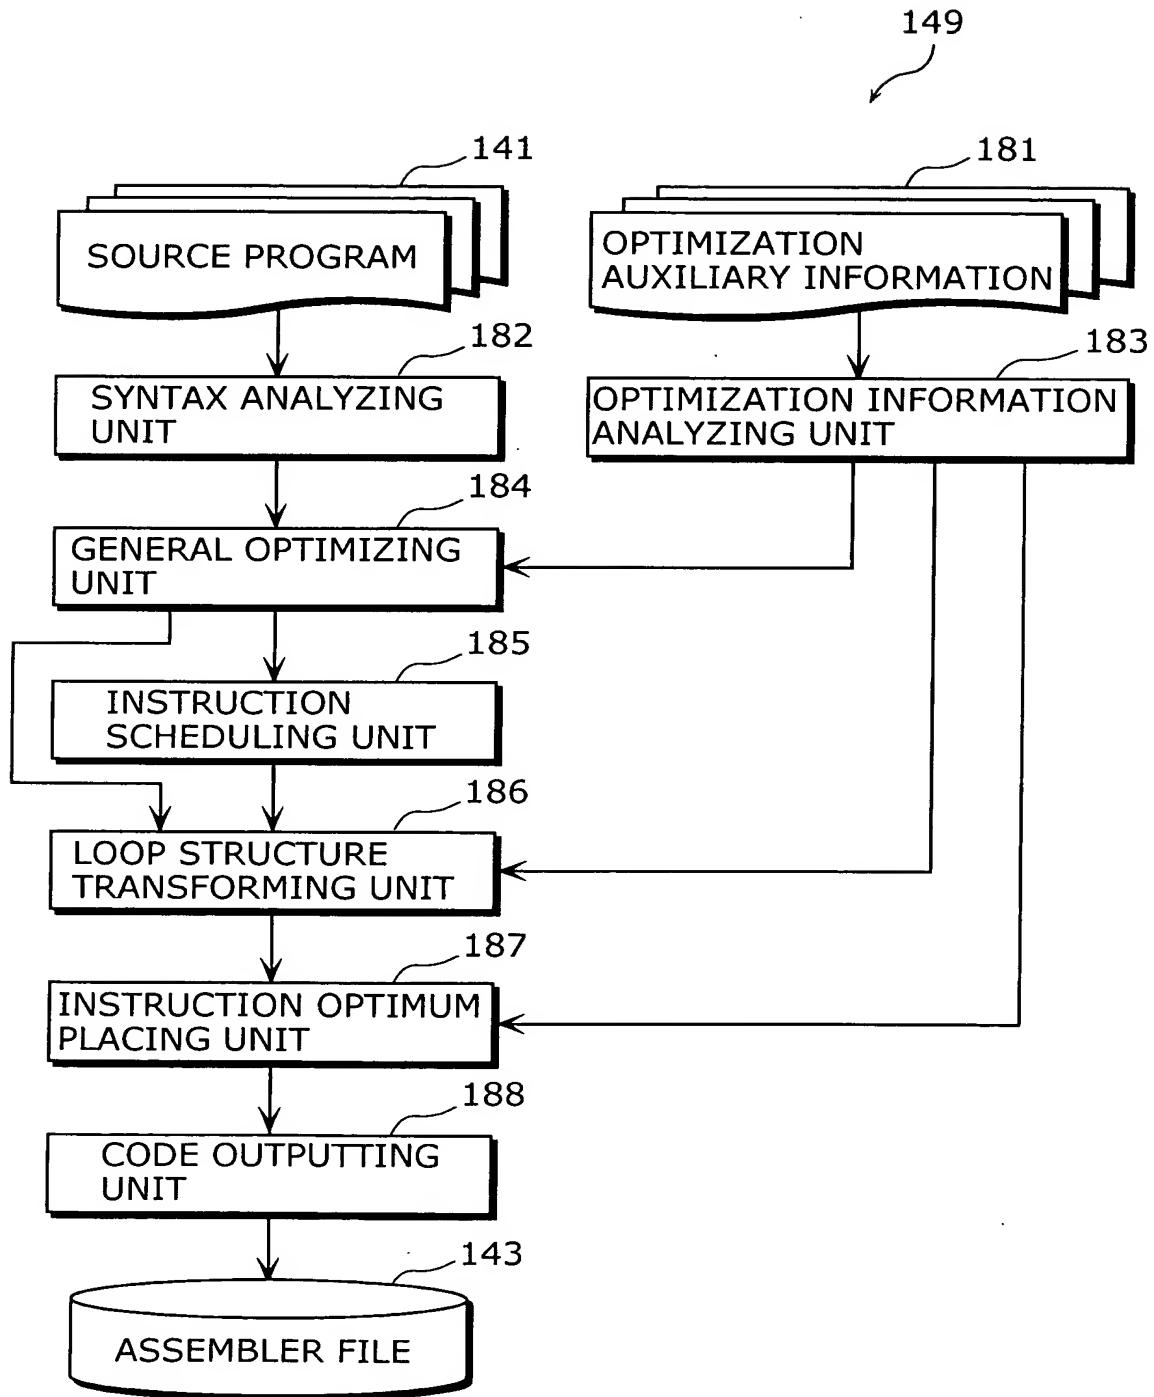 149
141
181
SOURCE PROGRAM
OPTIMIZATION
AUXILIARY INFORMATION
182
183
SYNTAX ANALYZING
UNIT
OPTIMIZATION INFORMATION
ANALYZING UNIT
184
GENERAL OPTIMIZING
UNIT
185
INSTRUCTION
SCHEDULING UNIT
186
LOOP STRUCTURE
TRANSFORMING UNIT
187
INSTRUCTION OPTIMUM
PLACING UNIT
188
CODE OUTPUTTING
UNIT
143
ASSEMBLER FILE